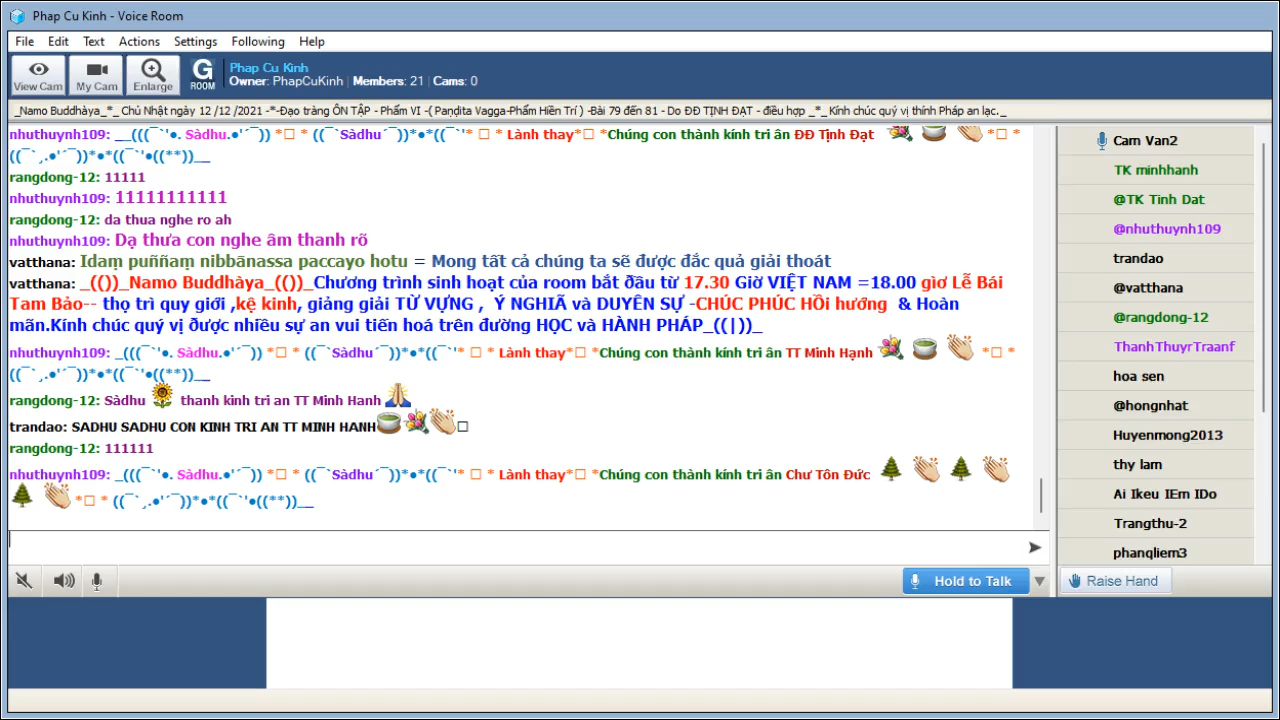 Phap Cu Kinh - Voice Room
File Edit Text Actions Settings Following Help
View Cam My Cam Enlarge G ROOM
Phap Cu Kinh
Owner: PhapCuKinh | Members: 21 | Cams: 0
_Namo Buddhàya_*_ Chủ Nhật ngày 12 /12 /2021 -*-Đạo tràng ÔN TẬP - Phẩm VI -( Paṇḍita Vagga-Phẩm Hiền Trí ) -Bài 79 đến 81 - Do ĐĐ TỊNH ĐẠT - điều hợp _*_ Kính chúc quý vị thính Pháp an lạc._
nhuthuynh109: __(((¯`'•. Sàdhu.•'´¯)) *□ * ((¯`Sàdhu´¯))*•*((¯`'* □ * Lành thay*□ *Chúng con thành kính tri ân ĐĐ Tịnh Đạt *□ *
((¯`¸.•'´¯))*•*((¯`'•((**))__
rangdong-12: 11111
nhuthuynh109: 11111111111
rangdong-12: da thua nghe ro ah
nhuthuynh109: Dạ thưa con nghe âm thanh rõ
vatthana: Idaṃ puññaṃ nibbānassa paccayo hotu = Mong tất cả chúng ta sẽ được đắc quả giải thoát
vatthana: _(())_Namo Buddhàya_(())_Chương trình sinh hoạt của room bắt đầu từ 17.30 Giờ VIỆT NAM =18.00 giơ Lễ Bái
Tam Bảo-- thọ trì quy giới ,kệ kinh, giảng giải TỪ VỰNG , Ý NGHIÃ và DUYÊN SỰ -CHÚC PHÚC HỒi hướng & Hoàn
mãn.Kính chúc quý vị được nhiều sự an vui tiến hoá trên đường HỌC và HÀNH PHÁP_((|))_
nhuthuynh109: _(((¯`'•. Sàdhu.•'´¯)) *□ * ((¯`Sàdhu´¯))*•*((¯`'* □ * Lành thay*□ *Chúng con thành kính tri ân TT Minh Hạnh *□ *
((¯`¸.•'´¯))*•*((¯`'•((**))__
rangdong-12: Sàdhu thanh kinh tri an TT Minh Hanh
trandao: SADHU SADHU CON KINH TRI AN TT MINH HANH □
rangdong-12: 111111
nhuthuynh109: _(((¯`'•. Sàdhu.•'´¯)) *□ * ((¯`Sàdhu´¯))*•*((¯`'* □ * Lành thay*□ *Chúng con thành kính tri ân Chư Tôn Đức
*□ * ((¯`¸.•'´¯))*•*((¯`'•((**))__
Hold to Talk
Cam Van2
TK minhhanh
@TK Tinh Dat
@nhuthuynh109
trandao
@vatthana
@rangdong-12
ThanhThuyrTraanf
hoa sen
@hongnhat
Huyenmong2013
thy lam
Ai Ikeu IEm IDo
Trangthu-2
phanqliem3
Raise Hand